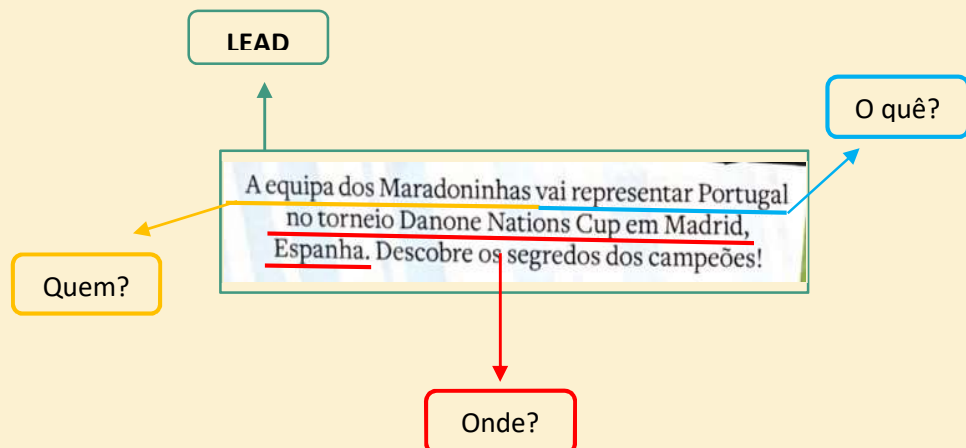 LEAD
O quê?
A equipa dos Maradoninhas vai representar Portugal
no torneio Danone Nations Cup em Madrid,
Espanha. Descobre os segredos dos campeões!
Quem?
Onde?